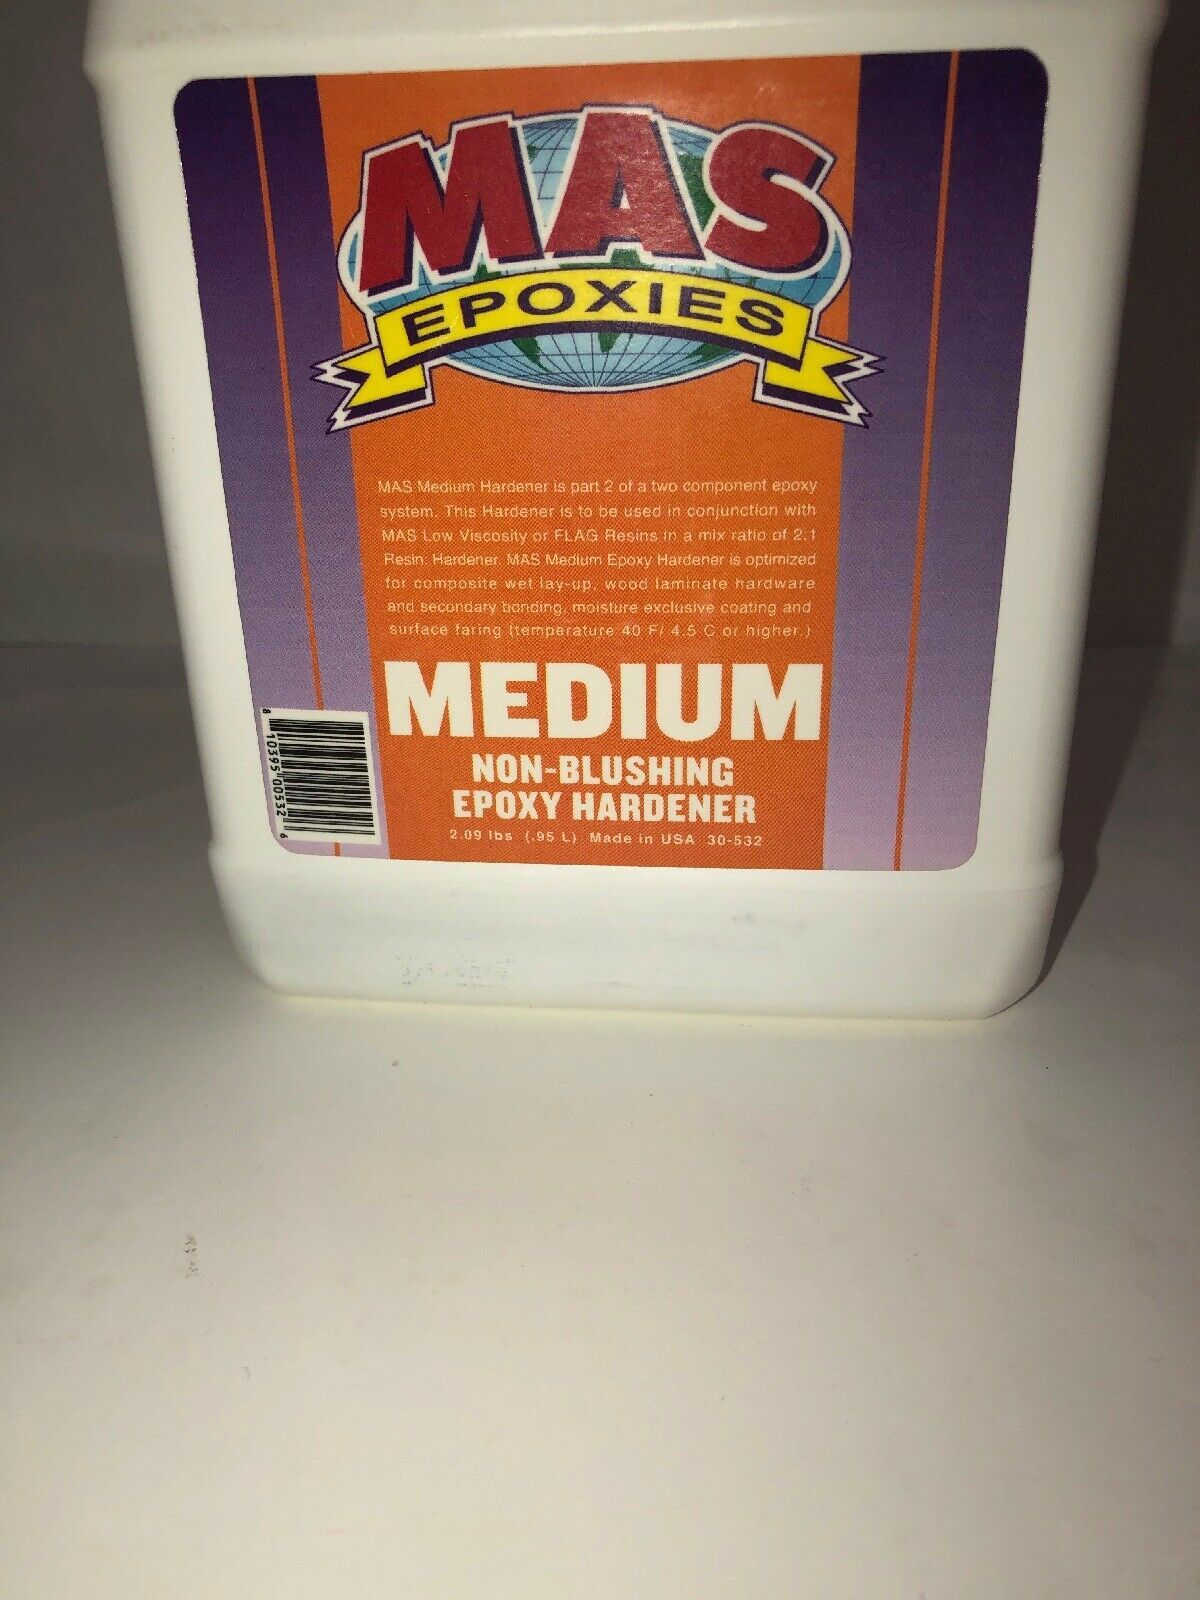 MAS
EPOXIES
MAS Medium Hardener is part 2 of a two component epoxy
system. This Hardener is to be used in conjunction with
MAS Low Viscosity or FLAG Resins in a mix ratio of 2:1
Resin: Hardener. MAS Medium Epoxy Hardener is optimized
for composite wet lay-up, wood laminate hardware
and secondary bonding, moisture exclusive coating and
surface faring (temperature 40 F/ 4.5 C or higher.)
MEDIUM
NON-BLUSHING
EPOXY HARDENER
2.09 lbs (.95 L) Made in USA 30-532
8 10395 00532 6